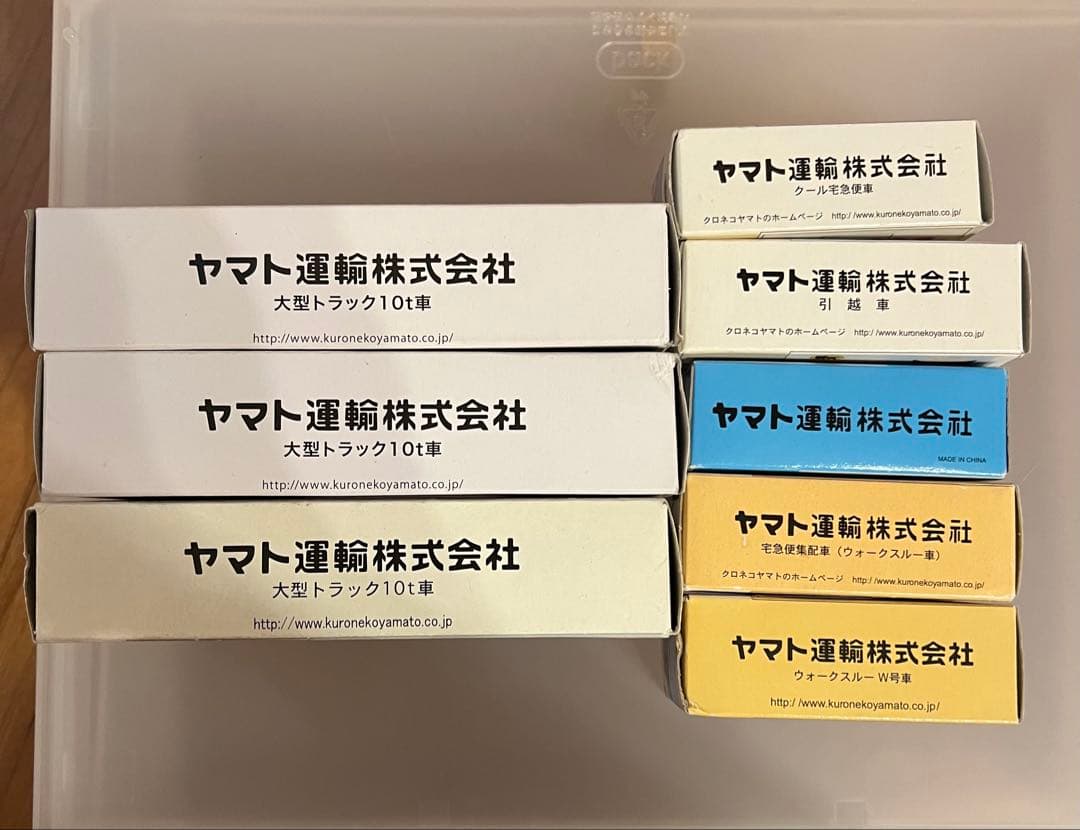 ヤマト運輸株式会社
大型トラック10t車
http://www.kuronekoyamato.co.jp/
ヤマト運輸株式会社
大型トラック10t車
http://www.kuronekoyamato.co.jp/
ヤマト運輸株式会社
大型トラック10t車
http://www.kuronekoyamato.co.jp
ヤマト運輸株式会社
クール宅急便車
クロネコヤマトのホームページ http://www.kuronekoyamato.co.jp/
ヤマト運輸株式会社
引越車
クロネコヤマトのホームページ http://www.kuronekoyamato.co.jp/
ヤマト運輸株式会社
MADE IN CHINA
ヤマト運輸株式会社
宅急便集配車（ウォークスルー車）
クロネコヤマトのホームページ http://www.kuronekoyamato.co.jp/
ヤマト運輸株式会社
ウォークスルーW号車
http://www.kuronekoyamato.co.jp/